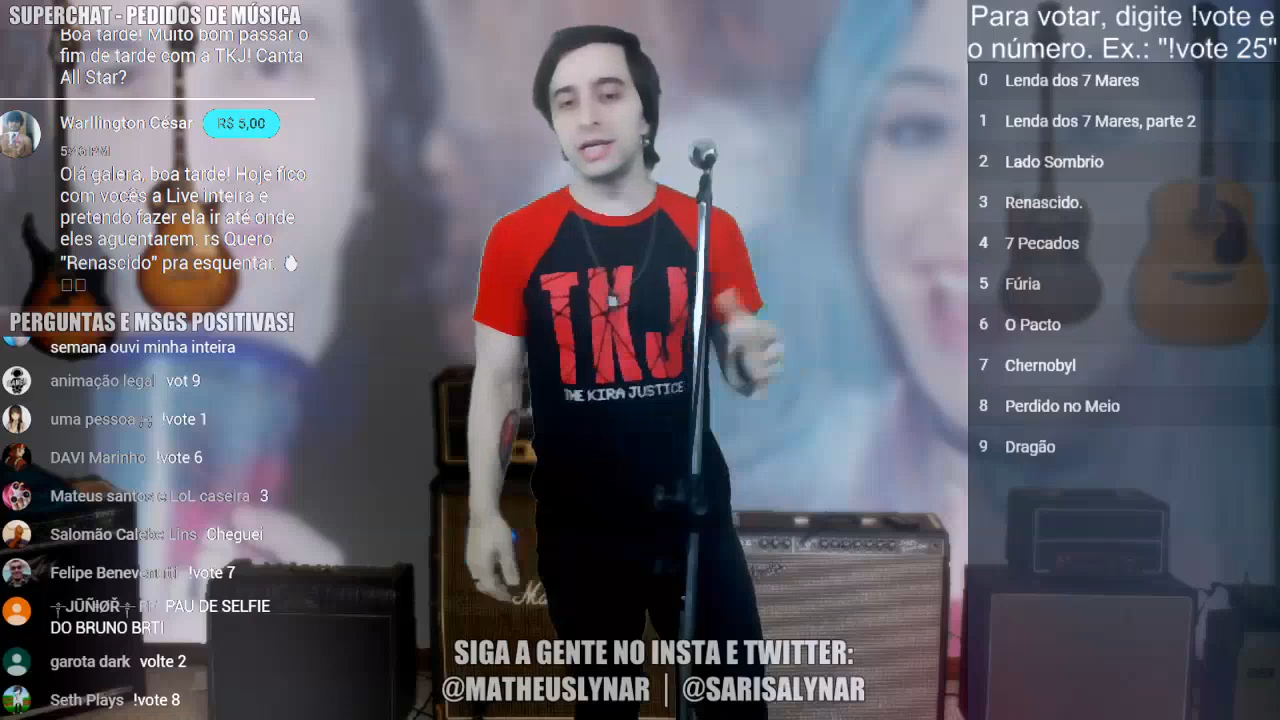 SUPERCHAT - PEDIDOS DE MÚSICA
Boa tarde! Muito bom passar o
fim de tarde com a TKJ! Canta
All Star?
Warllington César R$ 5,00
Olá galera, boa tarde! Hoje fico
com vocês a Live inteira e
pretendo fazer ela ir até onde
eles aguentarem. rs Quero
"Renascido" pra esquentar.
PERGUNTAS E MSGS POSITIVAS!
semana ouvi minha inteira
animação legal vot 9
uma pessoa ;-; !vote 1
DAVI Marinho !vote 6
Mateus santos e LoL caseira 3
Salomão Calebe Lins Cheguei
Felipe Benevenutti !vote 7
PAU DE SELFIE
DO BRUNO BRTI
garota dark volte 2
Seth Plays !vote 8
TKJ
THE KIRA JUSTICE
SIGA A GENTE NO INSTA E TWITTER:
@MATHEUSLYNAR | @SARISALYNAR
Para votar, digite !vote e
o número. Ex.: "!vote 25"
0 Lenda dos 7 Mares
1 Lenda dos 7 Mares, parte 2
2 Lado Sombrio
3 Renascido.
4 7 Pecados
5 Fúria
6 O Pacto
7 Chernobyl
8 Perdido no Meio
9 Dragão